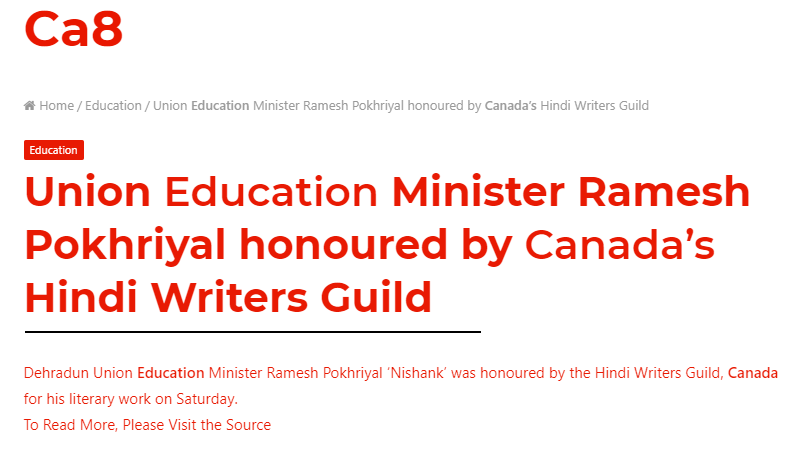 Ca8
Home / Education / Union Education Minister Ramesh Pokhriyal honoured by Canada's Hindi Writers Guild
Education
Union Education Minister Ramesh
Pokhriyal honoured by Canada's
Hindi Writers Guild
Dehradun Union Education Minister Ramesh Pokhriyal ‘Nishank’ was honoured by the Hindi Writers Guild, Canada
for his literary work on Saturday.
To Read More, Please Visit the Source